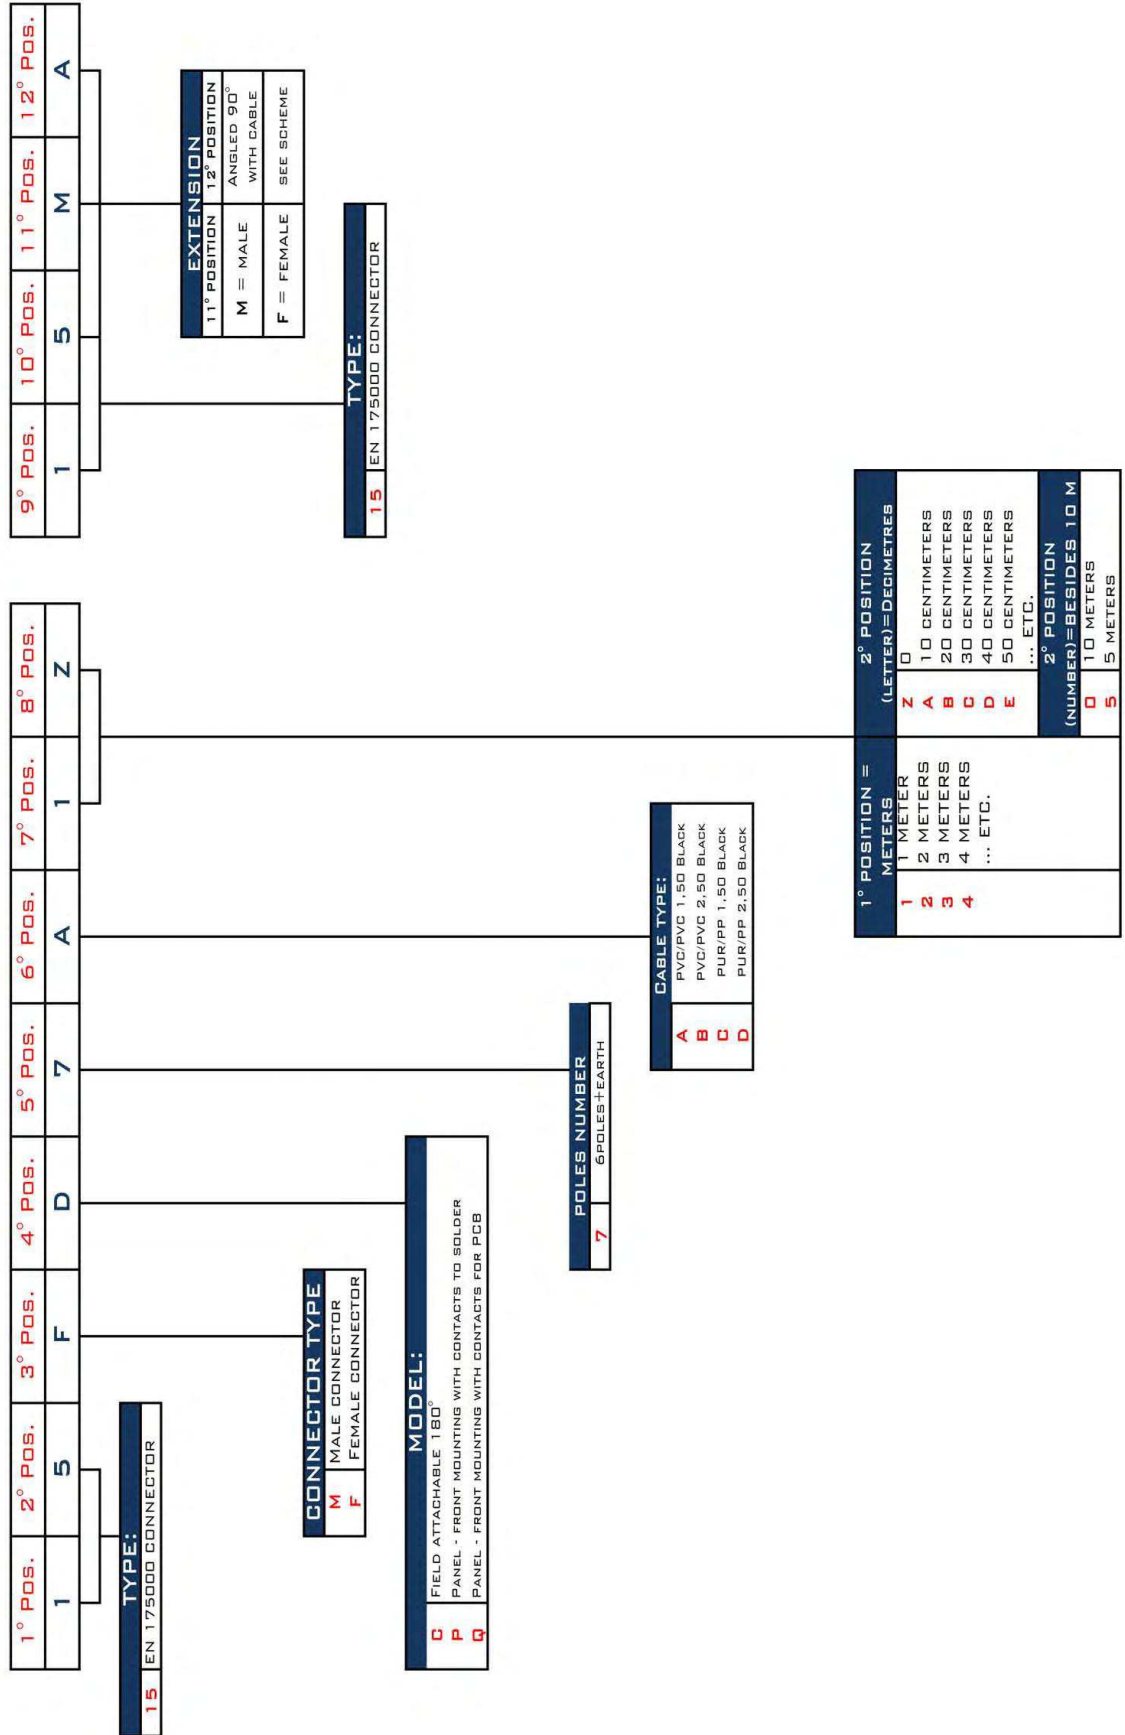 1° Pos. 2° Pos. 3° Pos. 4° Pos. 5° Pos. 6° Pos. 7° Pos. 8° Pos. 9° Pos. 10° Pos. 11° Pos. 12° Pos.
1 5 F D 7 A 1 Z 1 5 M A
TYPE:
15 EN 175000 CONNECTOR
CONNECTOR TYPE
M MALE CONNECTOR
F FEMALE CONNECTOR
MODEL:
C FIELD ATTACHABLE 180°
P PANEL - FRONT MOUNTING WITH CONTACTS TO SOLDER
Q PANEL - FRONT MOUNTING WITH CONTACTS FOR PCB
POLES NUMBER
7 6POLES+EARTH
CABLE TYPE:
A PVC/PVC 1,50 BLACK
B PVC/PVC 2,50 BLACK
C PUR/PP 1,50 BLACK
D PUR/PP 2,50 BLACK
1° POSITION =
METERS
1 1 METER
2 2 METERS
3 3 METERS
4 4 METERS
... ETC.
2° POSITION
(LETTER)=DECIMETRES
Z 0
A 10 CENTIMETERS
B 20 CENTIMETERS
C 30 CENTIMETERS
D 40 CENTIMETERS
E 50 CENTIMETERS
... ETC.
2° POSITION
(NUMBER)=BESIDES 10 M
0 10 METERS
5 5 METERS
EXTENSION
11° POSITION 12° POSITION
M = MALE ANGLED 90°
WITH CABLE
F = FEMALE SEE SCHEME
TYPE:
15 EN 175000 CONNECTOR